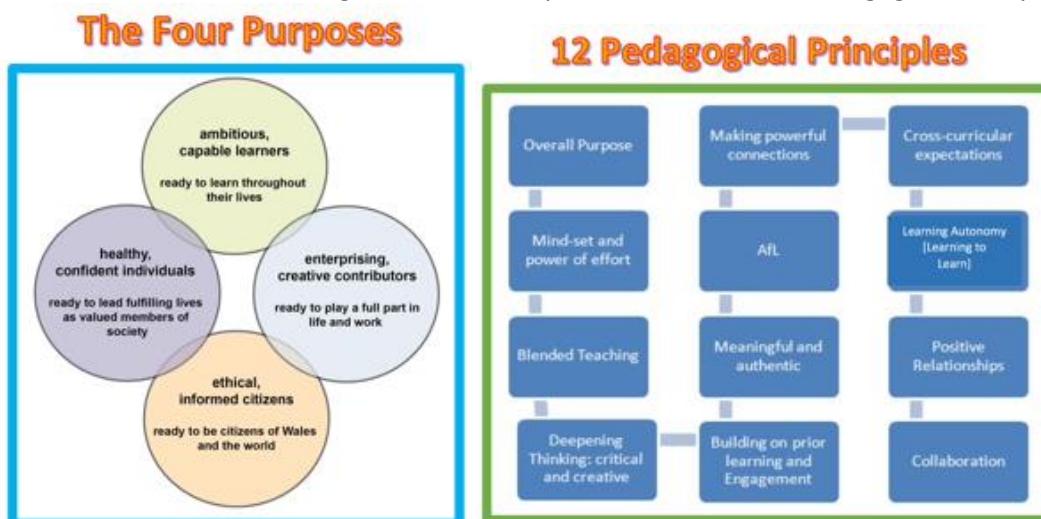 The Four Purposes
ambitious,
capable learners
ready to learn throughout
their lives
healthy,
confident individuals
ready to lead fulfilling lives
as valued members of
society
enterprising,
creative contributors
ready to play a full part in
life and work
ethical,
informed citizens
ready to be citizens of Wales
and the world
12 Pedagogical Principles
Overall Purpose
Mind-set and
power of effort
Blended Teaching
Deepening
Thinking: critical
and creative
Building on prior
learning and
Engagement
Meaningful and
authentic
AfL
Making powerful
connections
Cross-curricular
expectations
Learning Autonomy
[Learning to
Learn]
Positive
Relationships
Collaboration